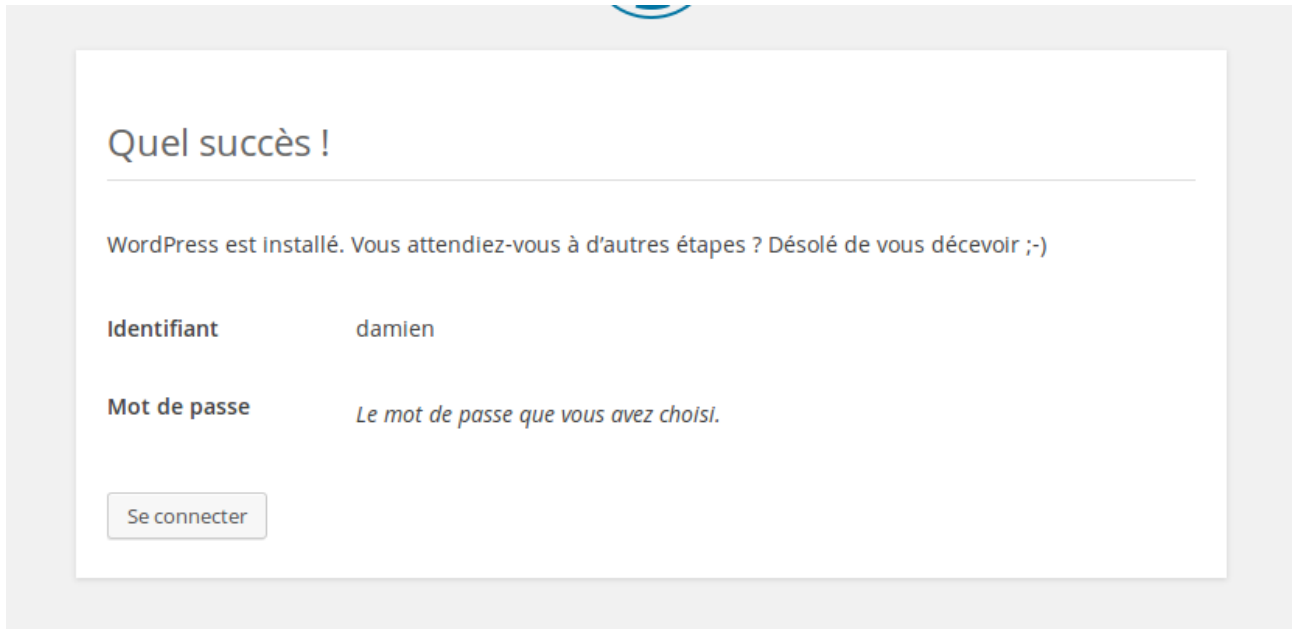 Quel succès !
WordPress est installé. Vous attendiez-vous à d’autres étapes ? Désolé de vous décevoir ;-)
Identifiant damien
Mot de passe Le mot de passe que vous avez choisi.
Se connecter